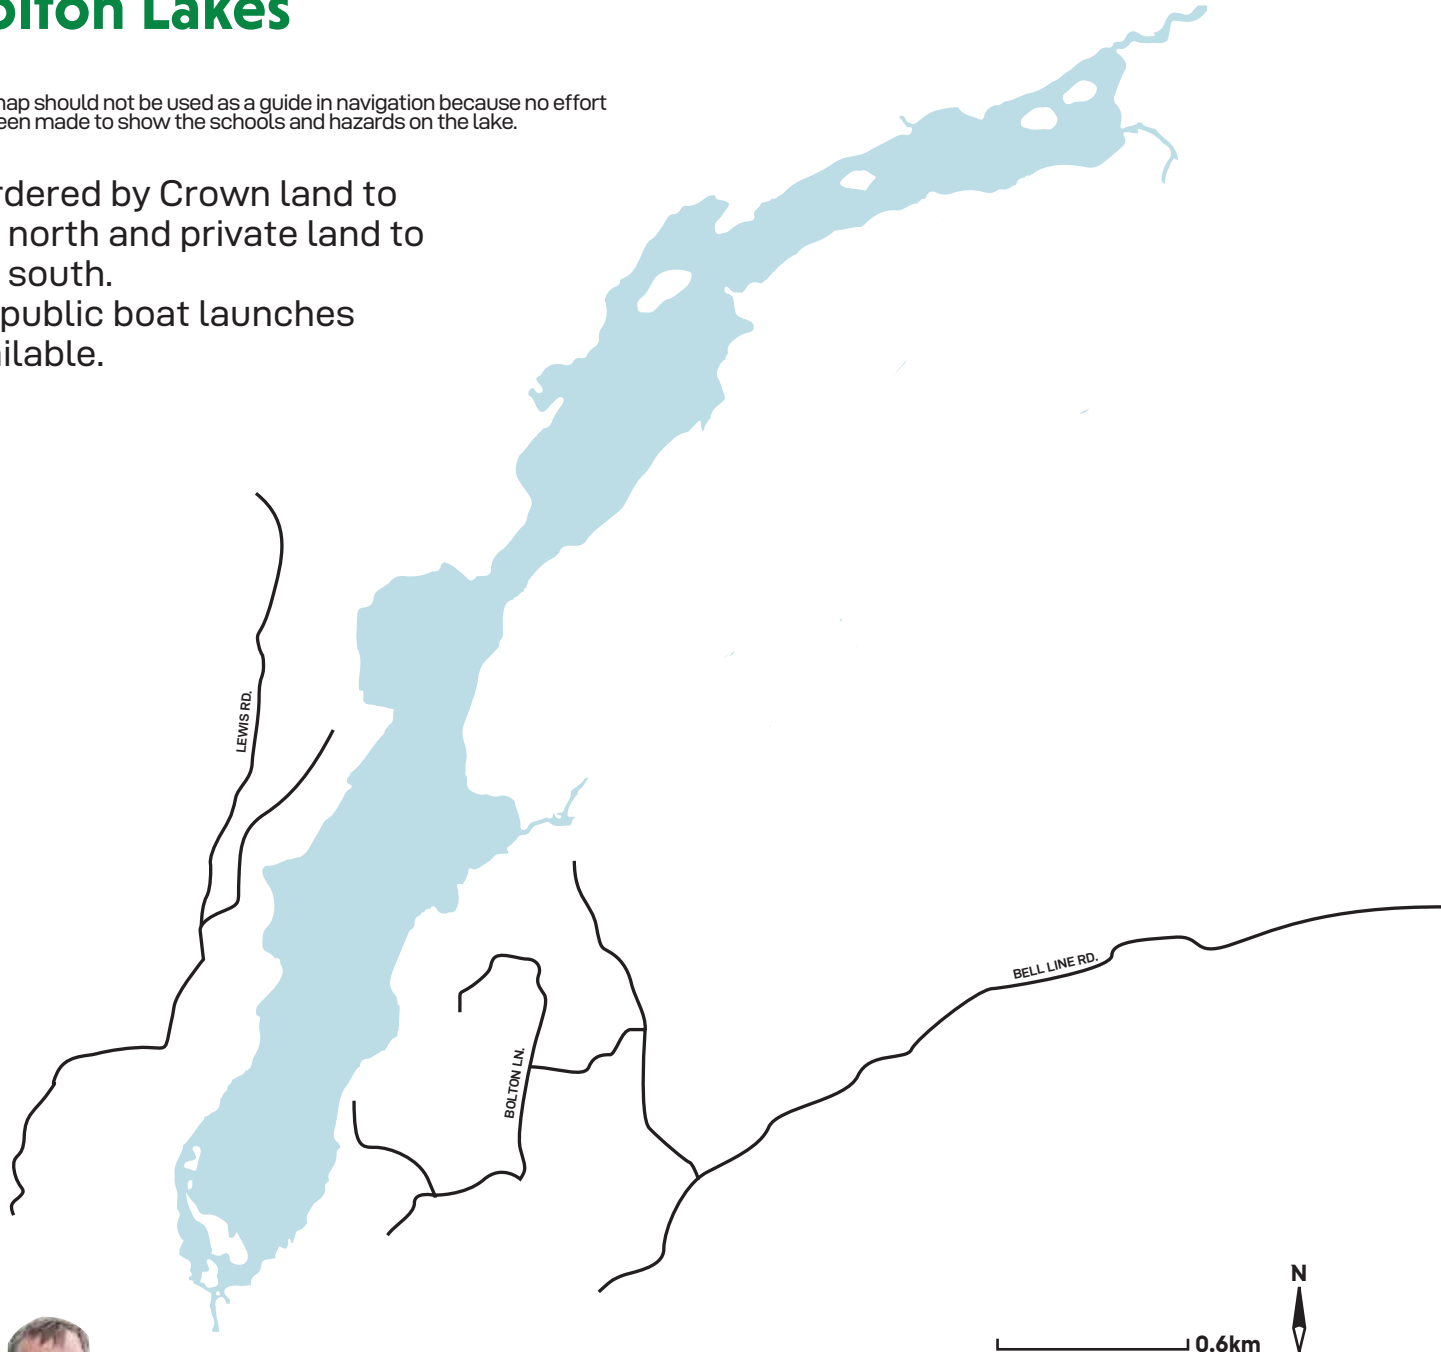 olton Lakes
nap should not be used as a guide in navigation because no effort
een made to show the schools and hazards on the lake.
rdered by Crown land to
north and private land to
south.
public boat launches
ilable.
LEWIS RD.
BELL LINE RD.
BOLTON LN.
N
0.6km